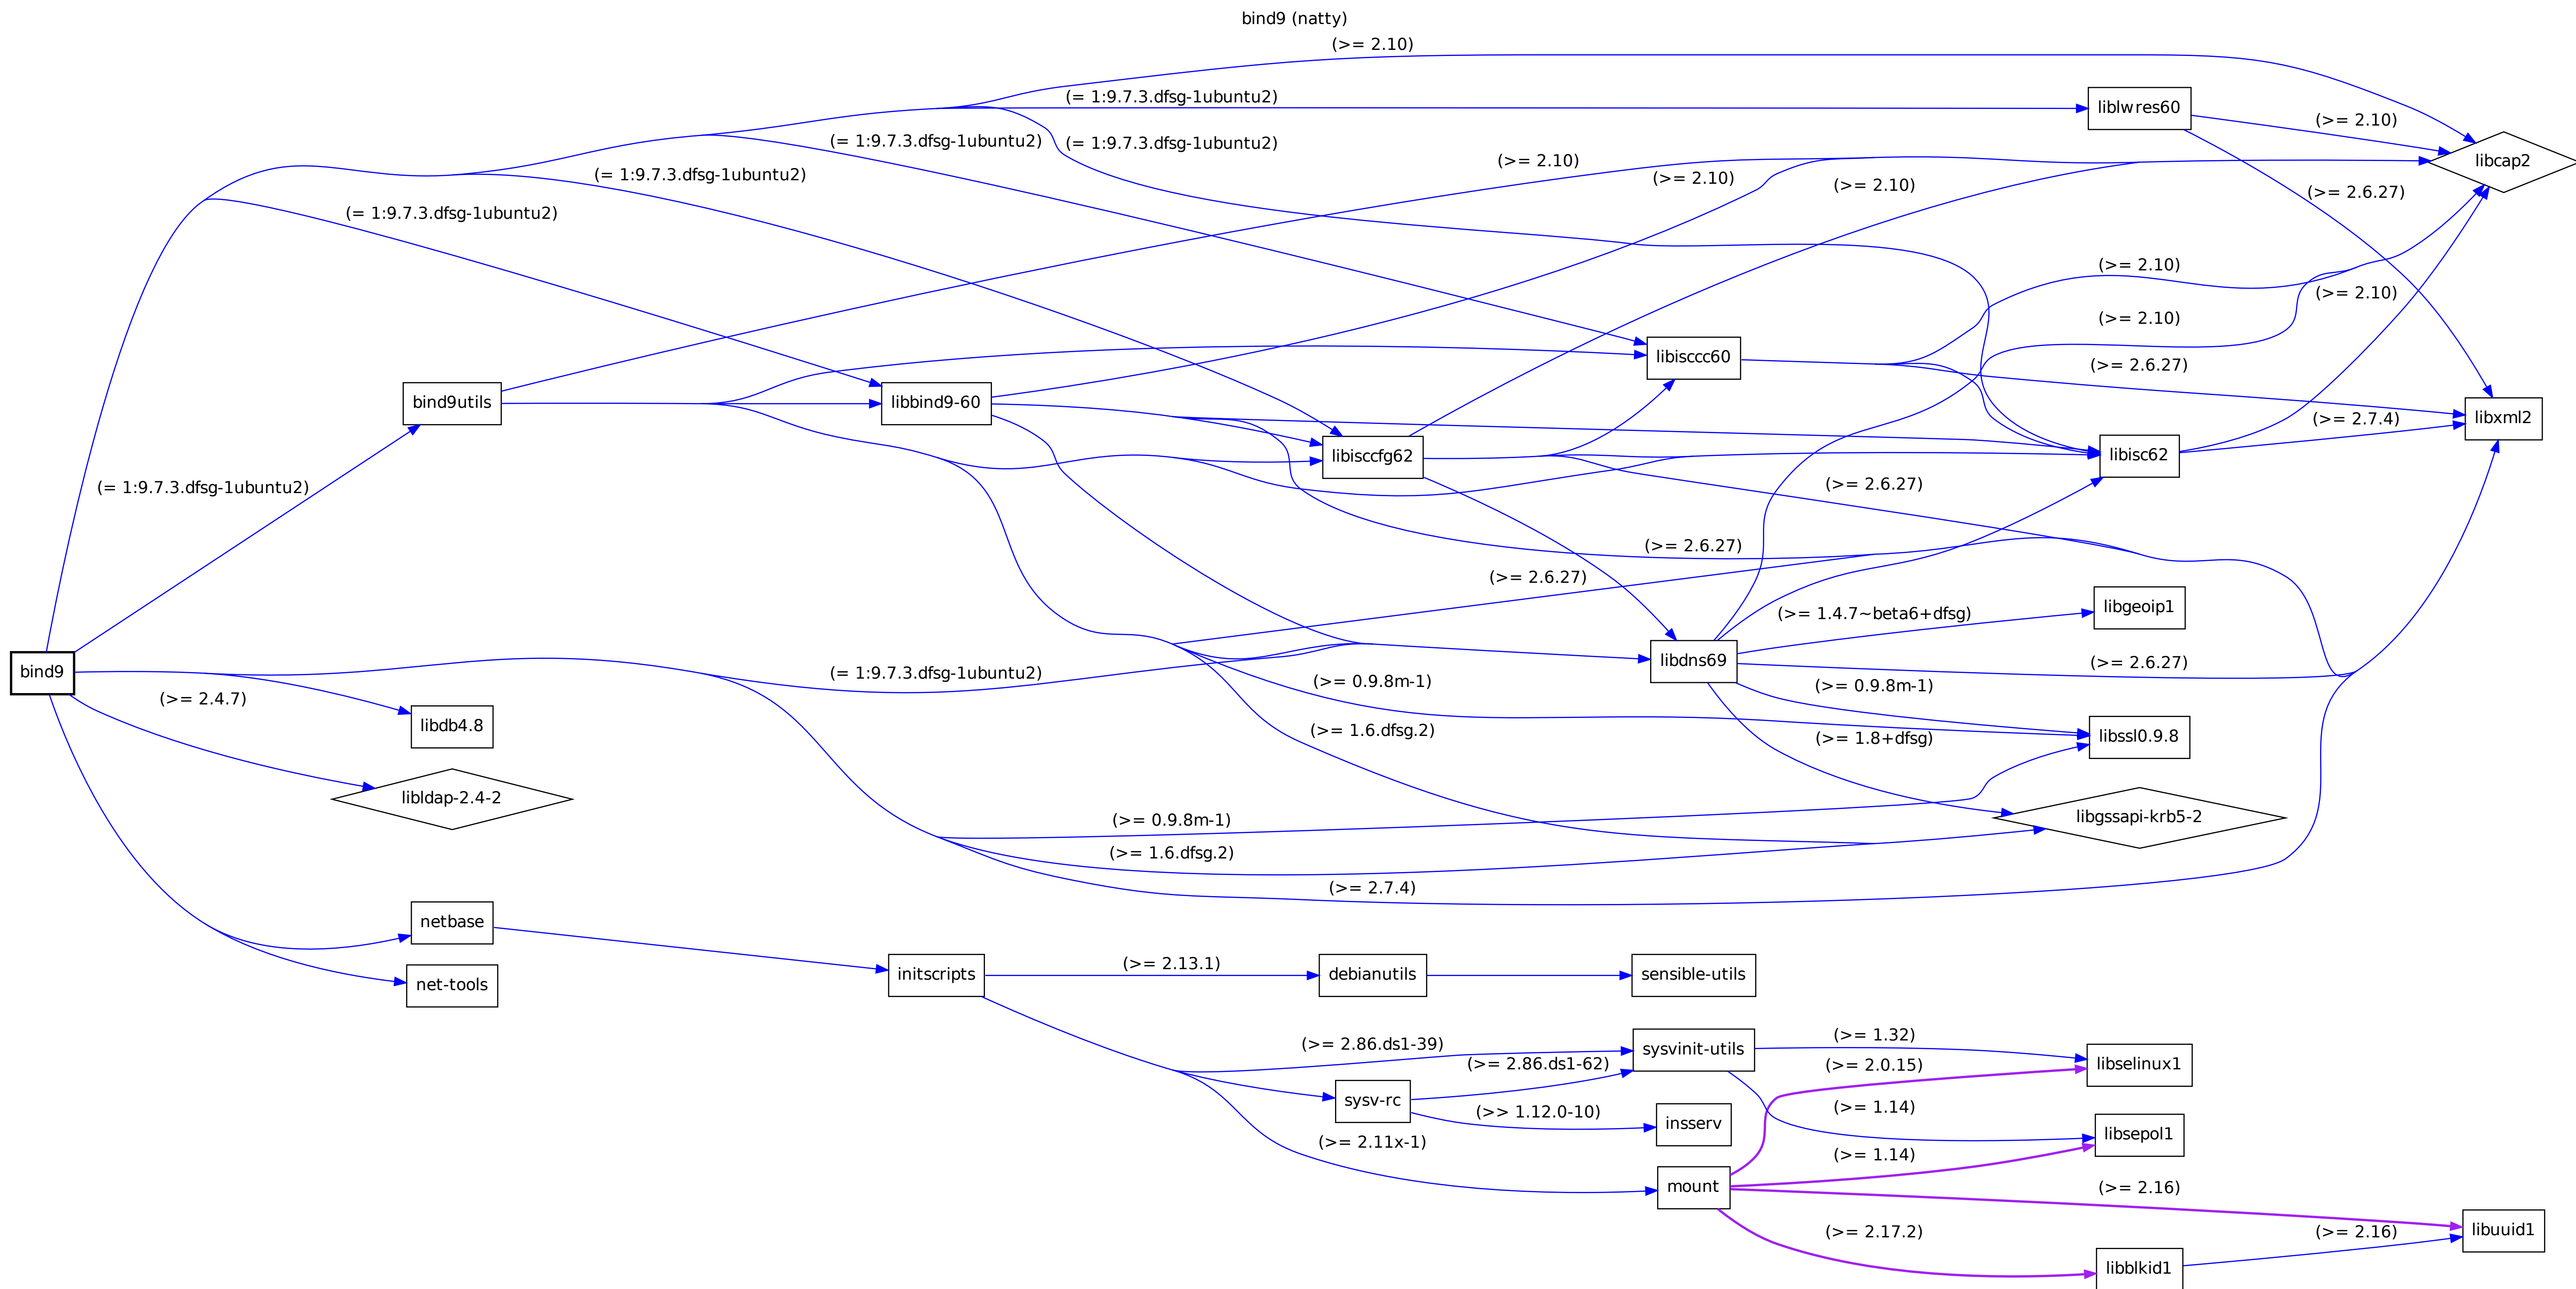 bind9 (natty)
(>= 2.10)
(= 1:9.7.3.dfsg-1ubuntu2)
liblwres60
(>= 2.10)
(= 1:9.7.3.dfsg-1ubuntu2)
(= 1:9.7.3.dfsg-1ubuntu2)
(>= 2.10)
libcap2
(= 1:9.7.3.dfsg-1ubuntu2)
(>= 2.10)
(>= 2.10)
(>= 2.6.27)
(= 1:9.7.3.dfsg-1ubuntu2)
(>= 2.10)
(>= 2.10)
(>= 2.10)
libisccc60
(>= 2.6.27)
bind9utils
libbind9-60
(>= 2.7.4)
libxml2
libisccfg62
libisc62
(= 1:9.7.3.dfsg-1ubuntu2)
(>= 2.6.27)
(>= 2.6.27)
(>= 2.6.27)
(>= 1.4.7~beta6+dfsg)
libgeoip1
bind9
(= 1:9.7.3.dfsg-1ubuntu2)
libdns69
(>= 2.6.27)
(>= 0.9.8m-1)
(>= 0.9.8m-1)
(>= 2.4.7)
libdb4.8
(>= 1.6.dfsg.2)
(>= 1.8+dfsg)
libssl0.9.8
libldap-2.4-2
(>= 0.9.8m-1)
libgssapi-krb5-2
(>= 1.6.dfsg.2)
(>= 2.7.4)
netbase
(>= 2.13.1)
initscripts
debianutils
sensible-utils
net-tools
(>= 2.86.ds1-39)
sysvinit-utils
(>= 1.32)
(>= 2.86.ds1-62)
(>= 2.0.15)
libselinux1
sysv-rc
(>> 1.12.0-10)
insserv
(>= 1.14)
libsepol1
(>= 2.11x-1)
(>= 1.14)
mount
(>= 2.16)
(>= 2.17.2)
(>= 2.16)
libuuid1
libblkid1